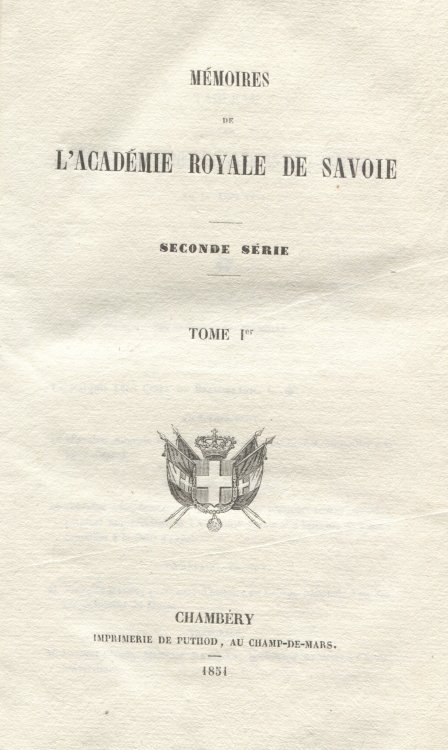 MÉMOIRES
DE
L'ACADÉMIE ROYALE DE SAVOIE
SECONDE SÉRIE
TOME Ier
CHAMBÉRY
IMPRIMERIE DE PUTHOD, AU CHAMP-DE-MARS.
1851